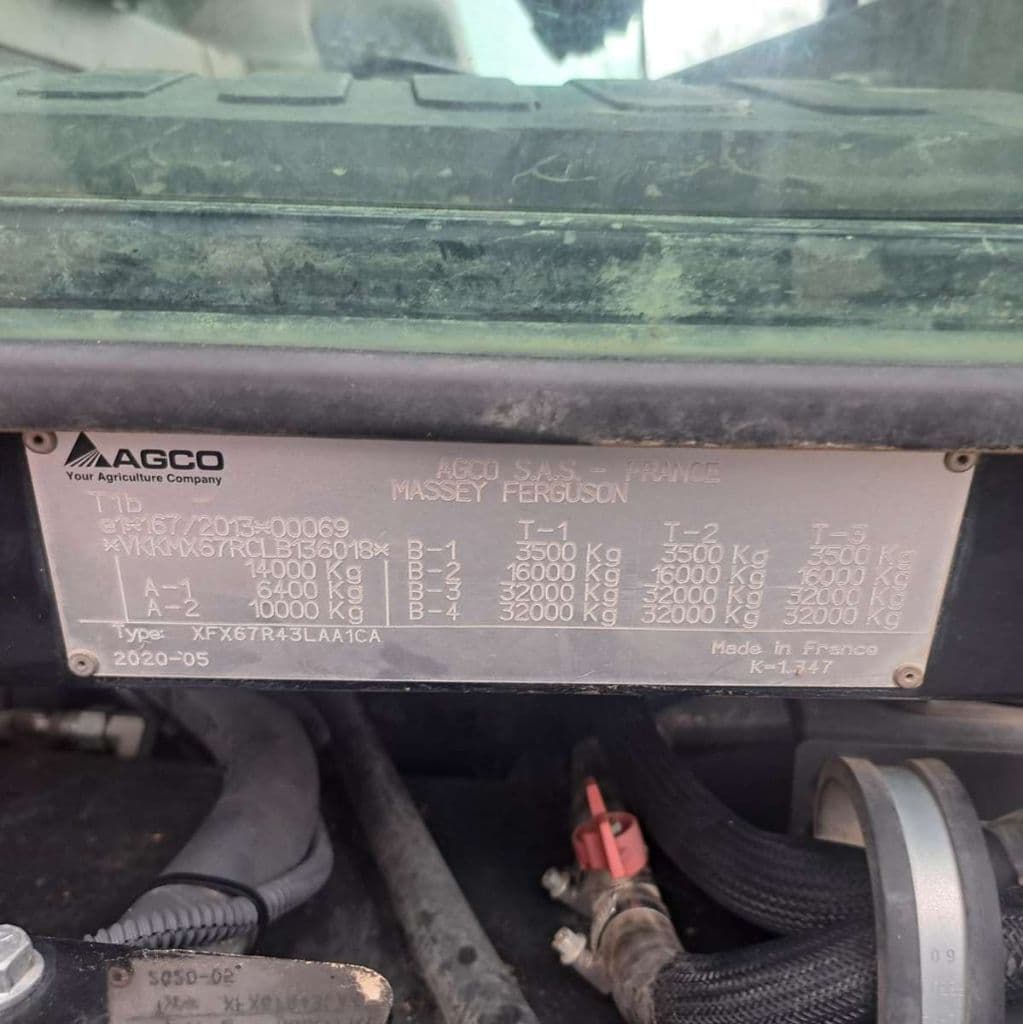 AGCO
Your Agriculture Company
AGCO S.A.S. - FRANCE
MASSEY FERGUSON
T1b
e1*167/2013*00069
*VKKMX67RCLB136018*
T-1 T-2 T-3
B-1 3500 Kg 3500 Kg 3500 Kg
14000 Kg B-2 16000 Kg 16000 Kg 16000 Kg
A-1 6400 Kg B-3 32000 Kg 32000 Kg 32000 Kg
A-2 10000 Kg B-4 32000 Kg 32000 Kg 32000 Kg
Type: XFX67R43LAA1CA
2020-05
Made in France
K=1.347
09